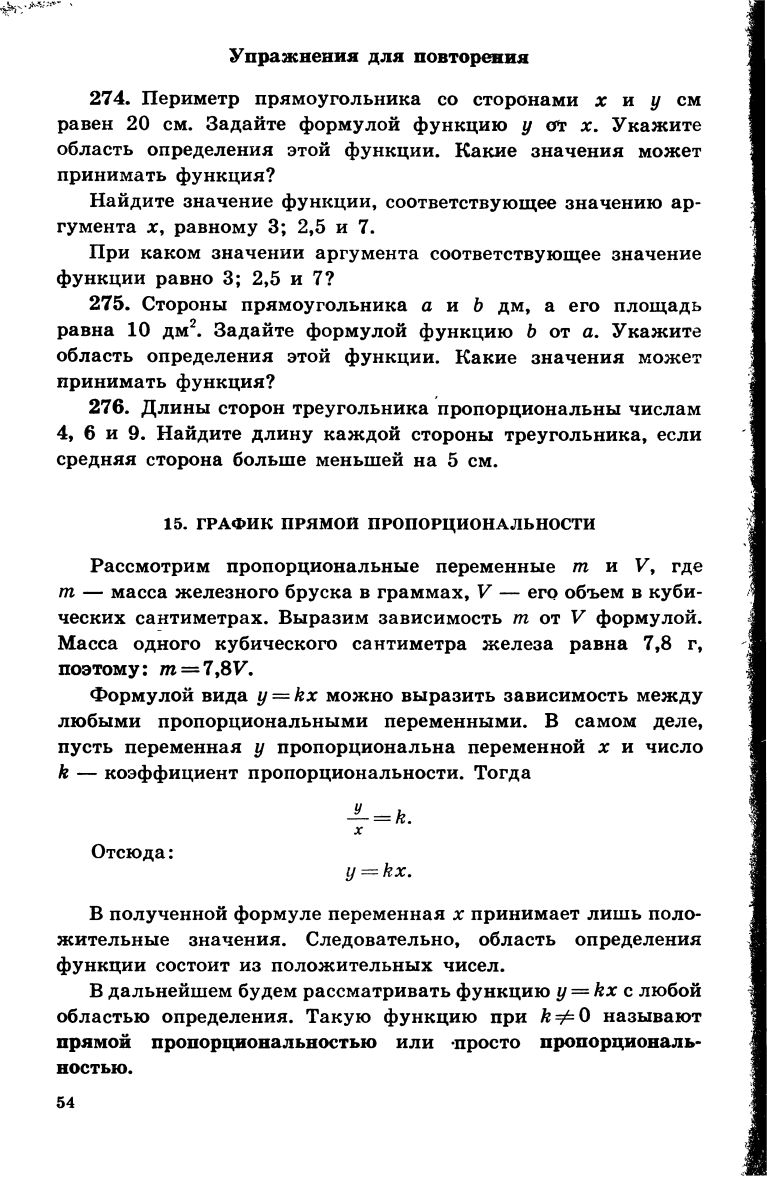 Упражнения для повторения
274. Периметр прямоугольника со сторонами x и y см
равен 20 см. Задайте формулой функцию y от x. Укажите
область определения этой функции. Какие значения может
принимать функция?
Найдите значение функции, соответствующее значению ар-
гумента x, равному 3; 2,5 и 7.
При каком значении аргумента соответствующее значение
функции равно 3; 2,5 и 7?
275. Стороны прямоугольника a и b дм, а его площадь
равна 10 дм². Задайте формулой функцию b от a. Укажите
область определения этой функции. Какие значения может
принимать функция?
276. Длины сторон треугольника пропорциональны числам
4, 6 и 9. Найдите длину каждой стороны треугольника, если
средняя сторона больше меньшей на 5 см.
15. ГРАФИК ПРЯМОЙ ПРОПОРЦИОНАЛЬНОСТИ
Рассмотрим пропорциональные переменные m и V, где
m — масса железного бруска в граммах, V — его объем в куби-
ческих сантиметрах. Выразим зависимость m от V формулой.
Масса одного кубического сантиметра железа равна 7,8 г,
поэтому: m = 7,8V.
Формулой вида y = kx можно выразить зависимость между
любыми пропорциональными переменными. В самом деле,
пусть переменная y пропорциональна переменной x и число
k — коэффициент пропорциональности. Тогда
y/x = k.
Отсюда:
y = kx.
В полученной формуле переменная x принимает лишь поло-
жительные значения. Следовательно, область определения
функции состоит из положительных чисел.
В дальнейшем будем рассматривать функцию y = kx с любой
областью определения. Такую функцию при k ≠ 0 называют
прямой пропорциональностью или просто пропорциональ-
ностью.
54